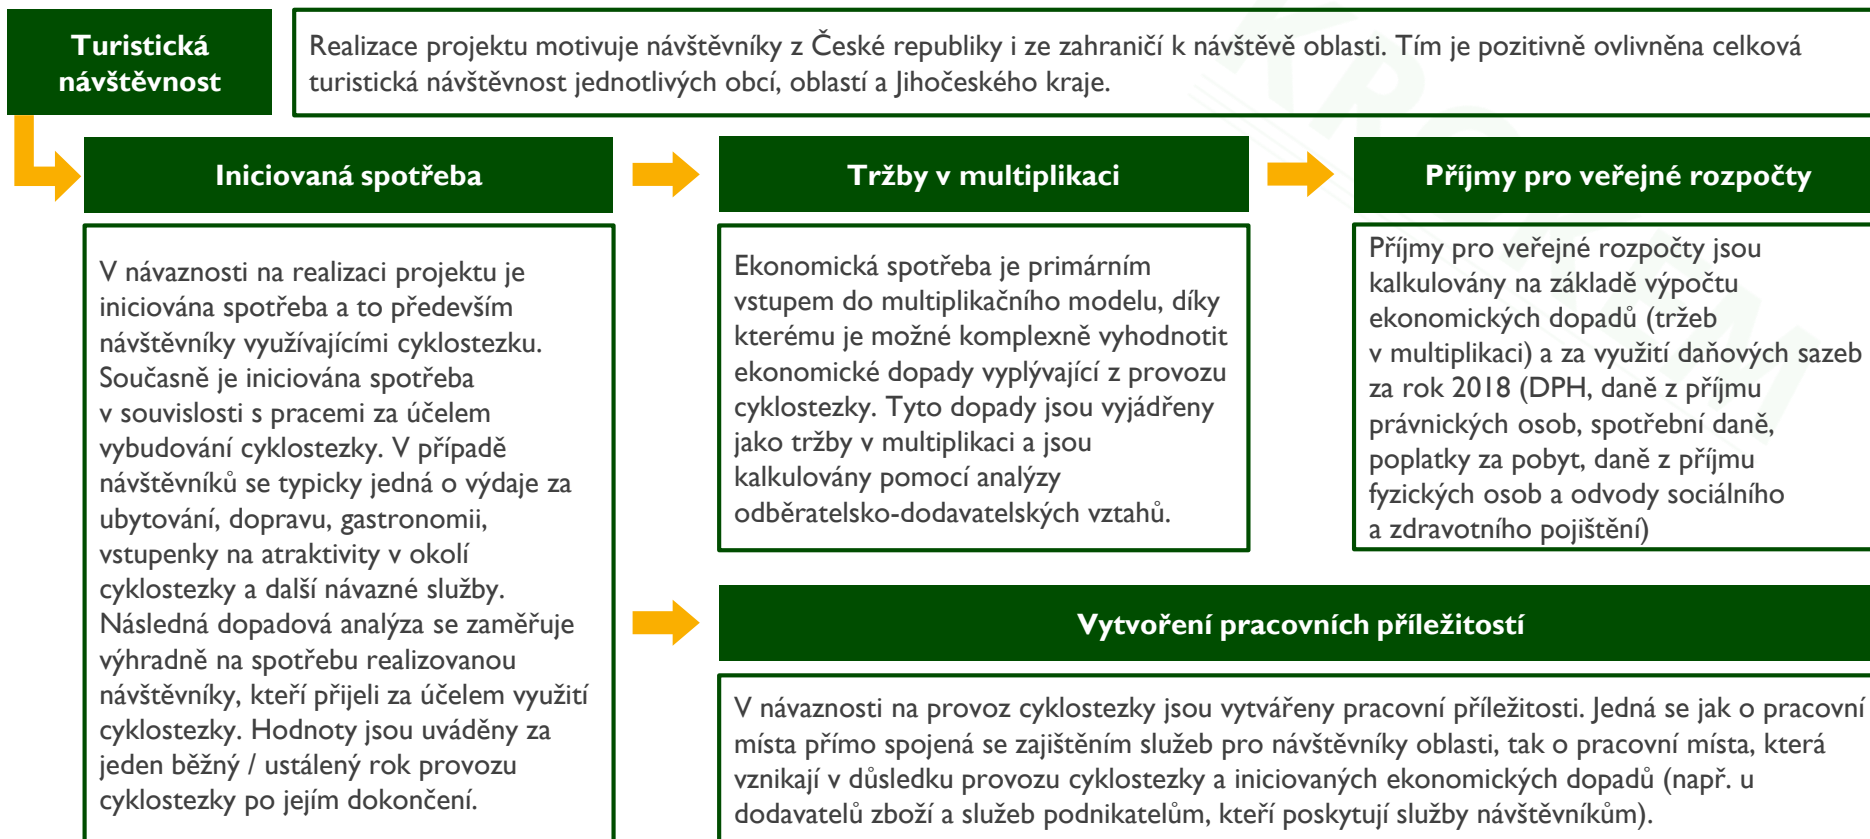 Turistická
návštěvnost
Realizace projektu motivuje návštěvníky z České republiky i ze zahraničí k návštěvě oblasti. Tím je pozitivně ovlivněna celková
turistická návštěvnost jednotlivých obcí, oblastí a Jihočeského kraje.
Iniciovaná spotřeba
V návaznosti na realizaci projektu je
iniciována spotřeba a to především
návštěvníky využívajícími cyklostezku.
Současně je iniciována spotřeba
v souvislosti s pracemi za účelem
vybudování cyklostezky. V případě
návštěvníků se typicky jedná o výdaje za
ubytování, dopravu, gastronomii,
vstupenky na atraktivity v okolí
cyklostezky a další návazné služby.
Následná dopadová analýza se zaměřuje
výhradně na spotřebu realizovanou
návštěvníky, kteří přijeli za účelem využití
cyklostezky. Hodnoty jsou uváděny za
jeden běžný / ustálený rok provozu
cyklostezky po jejím dokončení.
Tržby v multiplikaci
Ekonomická spotřeba je primárním
vstupem do multiplikačního modelu, díky
kterému je možné komplexně vyhodnotit
ekonomické dopady vyplývající z provozu
cyklostezky. Tyto dopady jsou vyjádřeny
jako tržby v multiplikaci a jsou
kalkulovány pomocí analýzy
odběratelsko-dodavatelských vztahů.
Příjmy pro veřejné rozpočty
Příjmy pro veřejné rozpočty jsou
kalkulovány na základě výpočtu
ekonomických dopadů (tržeb
v multiplikaci) a za využití daňových sazeb
za rok 2018 (DPH, daně z příjmu
právnických osob, spotřební daně,
poplatky za pobyt, daně z příjmu
fyzických osob a odvody sociálního
a zdravotního pojištění)
Vytvoření pracovních příležitostí
V návaznosti na provoz cyklostezky jsou vytvářeny pracovní příležitosti. Jedná se jak o pracovní
místa přímo spojená se zajištěním služeb pro návštěvníky oblasti, tak o pracovní místa, která
vznikají v důsledku provozu cyklostezky a iniciovaných ekonomických dopadů (např. u
dodavatelů zboží a služeb podnikatelům, kteří poskytují služby návštěvníkům).